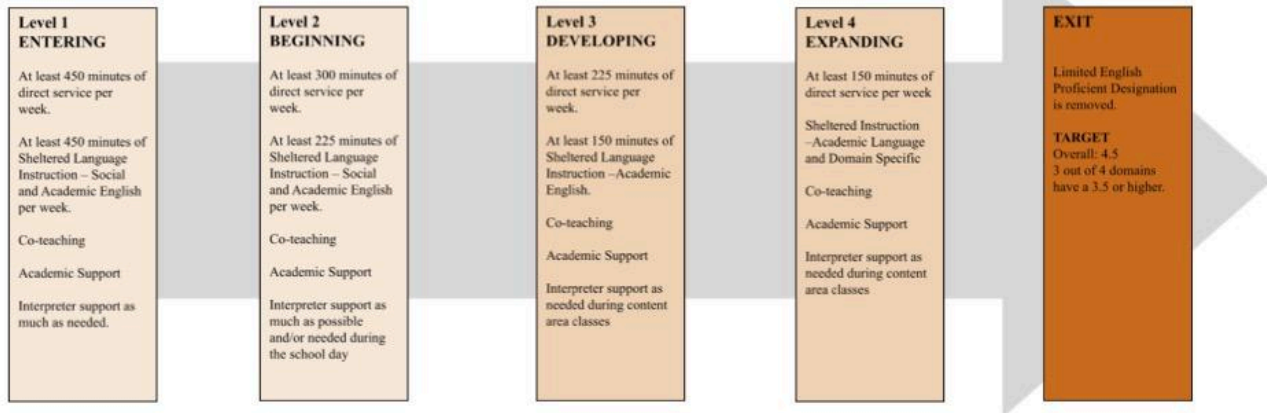 Level 1
ENTERING
At least 450 minutes of
direct service per
week.
At least 450 minutes of
Sheltered Language
Instruction – Social
and Academic English
per week.
Co-teaching
Academic Support
Interpreter support as
much as needed.
Level 2
BEGINNING
At least 300 minutes of
direct service per
week.
At least 225 minutes of
Sheltered Language
Instruction – Social
and Academic English
per week.
Co-teaching
Academic Support
Interpreter support as
much as possible
and/or needed during
the school day
Level 3
DEVELOPING
At least 225 minutes of
direct service per
week.
At least 150 minutes of
Sheltered Language
Instruction –Academic
English.
Co-teaching
Academic Support
Interpreter support as
needed during content
area classes
Level 4
EXPANDING
At least 150 minutes of
direct service per week
Sheltered Instruction
–Academic Language
and Domain Specific
Co-teaching
Academic Support
Interpreter support as
needed during content
area classes
EXIT
Limited English
Proficient Designation
is removed.
TARGET
Overall: 4.5
3 out of 4 domains
have a 3.5 or higher.